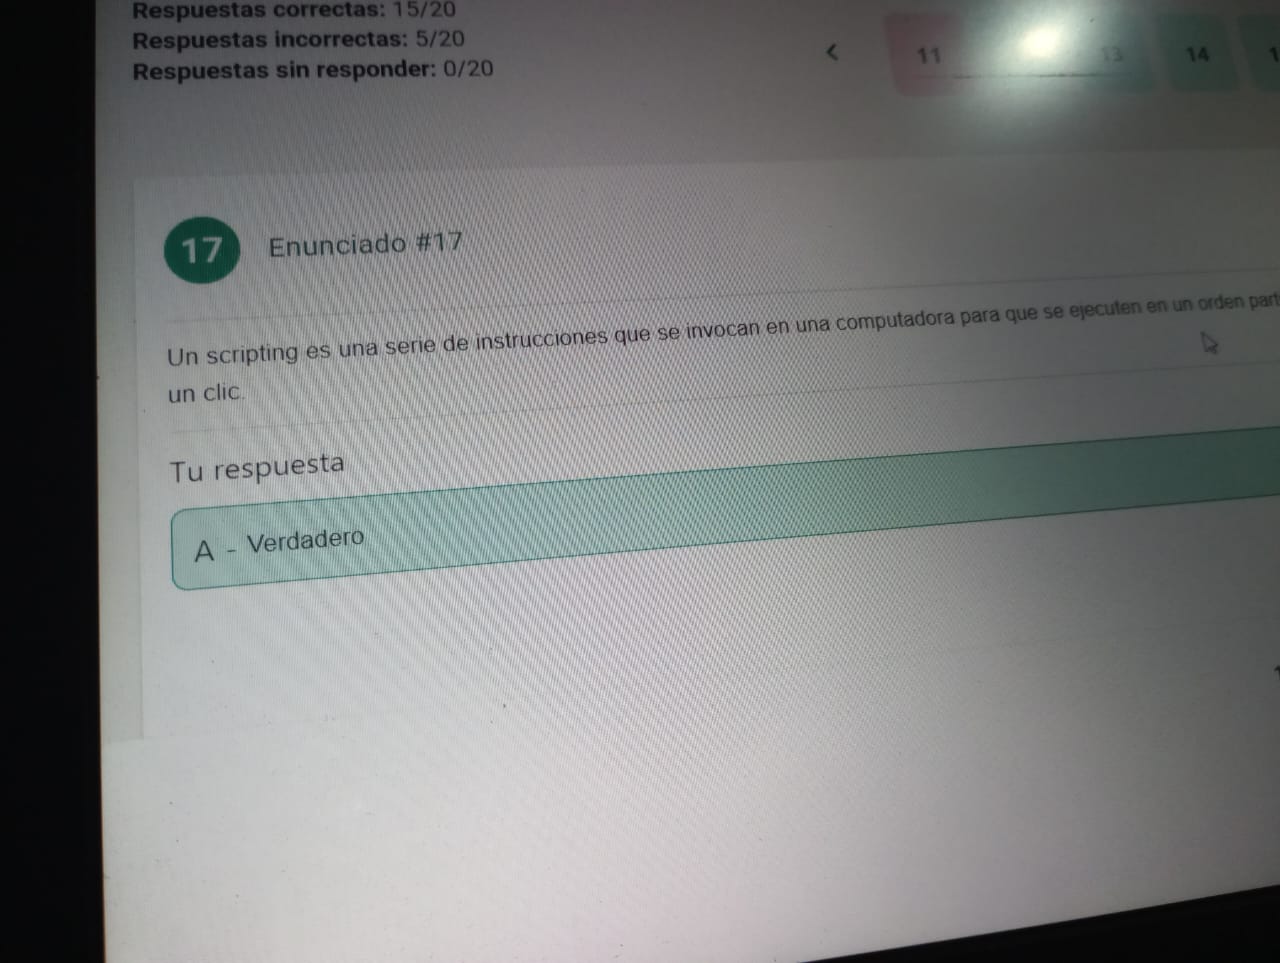 Respuestas correctas: 15/20
Respuestas incorrectas: 5/20
Respuestas sin responder: 0/20
< 11 13 14
17 Enunciado #17
Un scripting es una serie de instrucciones que se invocan en una computadora para que se ejecuten en un orden
un clic.
Tu respuesta
A - Verdadero